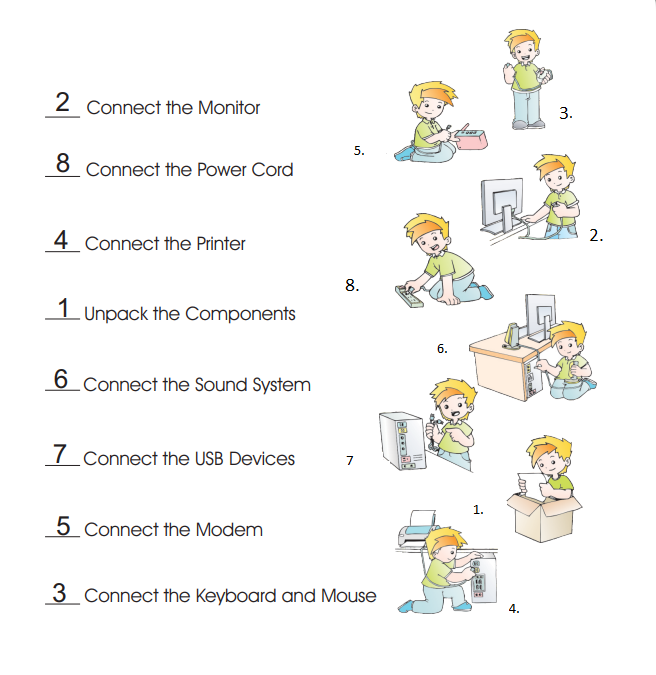 2 Connect the Monitor
8 Connect the Power Cord
4 Connect the Printer
1 Unpack the Components
6 Connect the Sound System
7 Connect the USB Devices
5 Connect the Modem
3 Connect the Keyboard and Mouse
3.
5.
2.
8.
6.
7
1.
4.